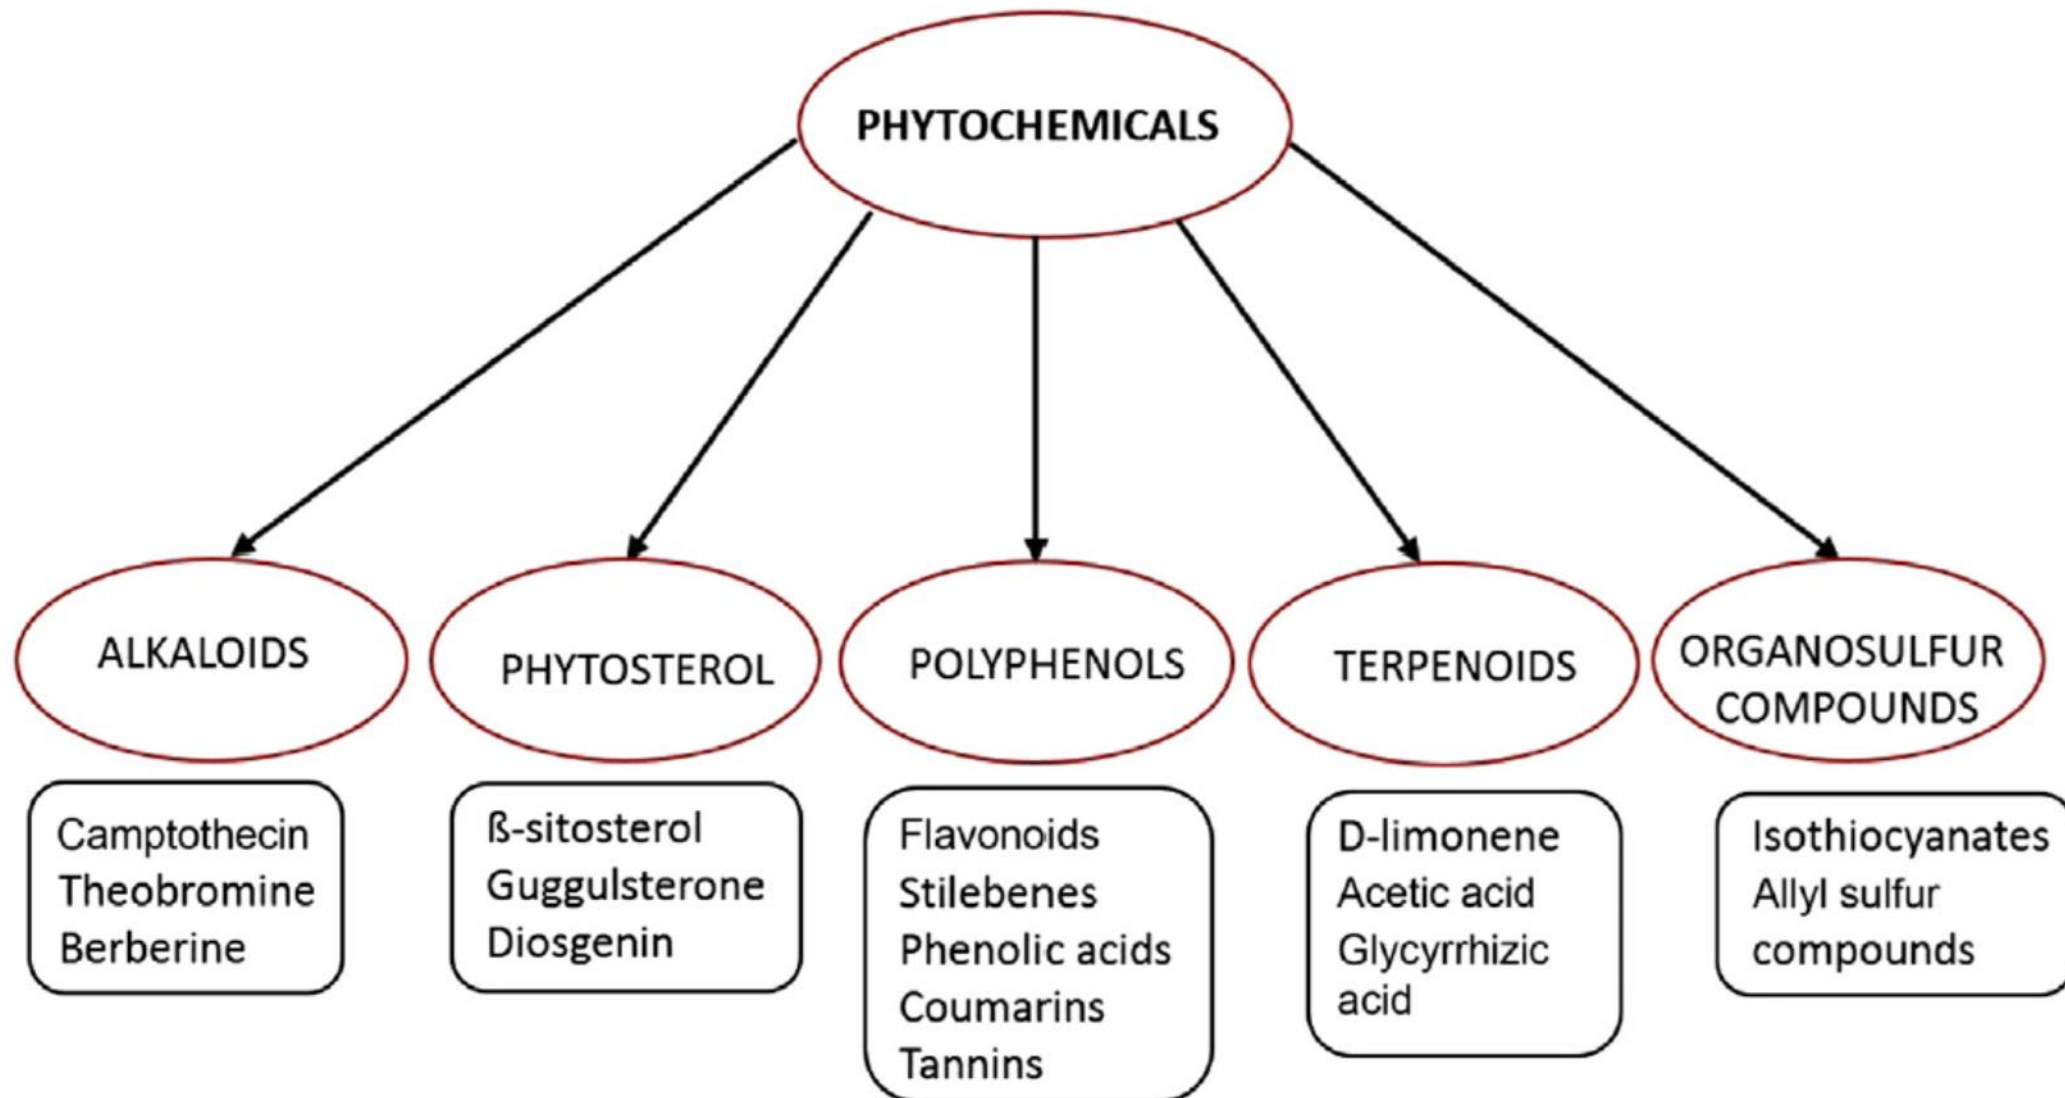 PHYTOCHEMICALS
ALKALOIDS
PHYTOSTEROL
POLYPHENOLS
TERPENOIDS
ORGANOSULFUR
COMPOUNDS
Camptothecin
Theobromine
Berberine
ß-sitosterol
Guggulsterone
Diosgenin
Flavonoids
Stilebenes
Phenolic acids
Coumarins
Tannins
D-limonene
Acetic acid
Glycyrrhizic
acid
Isothiocyanates
Allyl sulfur
compounds